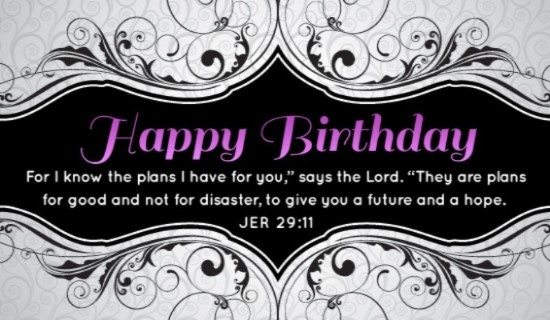 Happy Birthday
For I know the plans I have for you,” says the Lord. “They are plans
for good and not for disaster, to give you a future and a hope.
JER 29:11